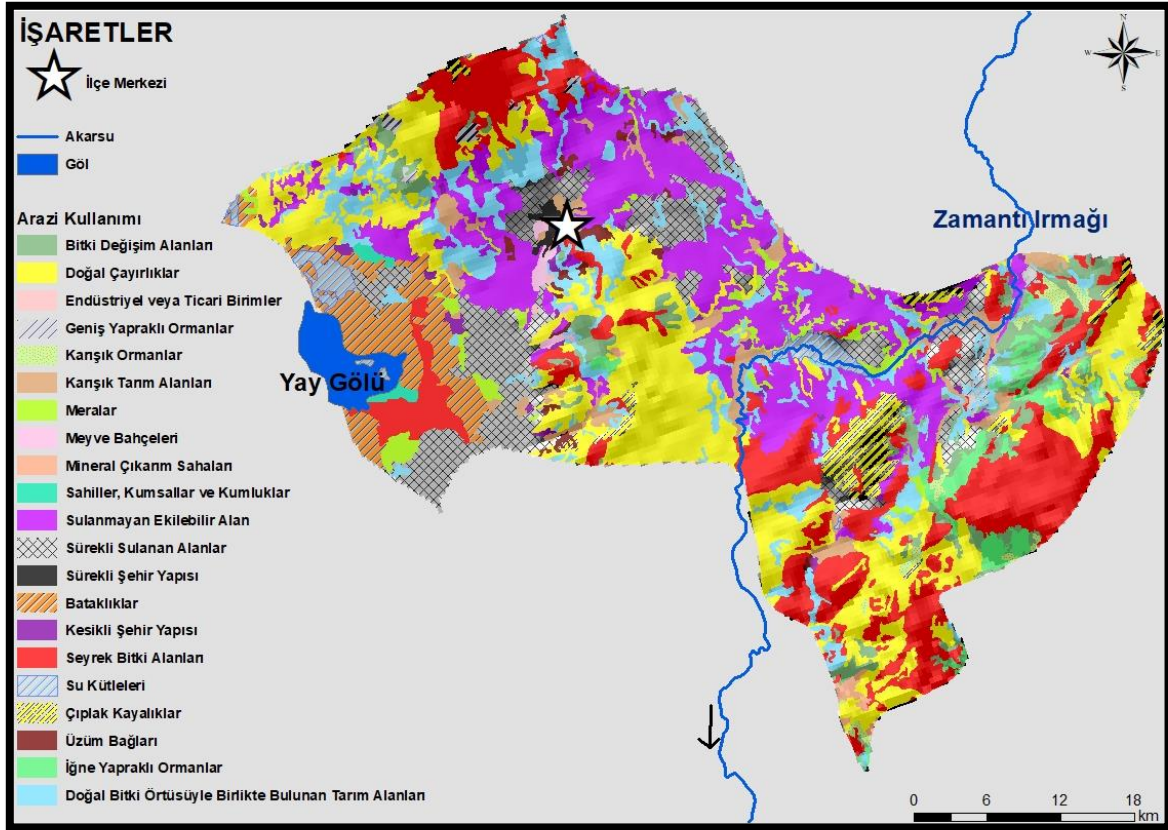 İŞARETLER
İlçe Merkezi
Akarsu
Göl
Arazi Kullanımı
Bitki Değişim Alanları
Doğal Çayırlıklar
Endüstriyel veya Ticari Birimler
Geniş Yapraklı Ormanlar
Karışık Ormanlar
Karışık Tarım Alanları
Meralar
Meyve Bahçeleri
Mineral Çıkarım Sahaları
Sahiller, Kumsallar ve Kumluklar
Sulanmayan Ekilebilir Alan
Sürekli Sulanan Alanlar
Sürekli Şehir Yapısı
Bataklıklar
Kesikli Şehir Yapısı
Seyrek Bitki Alanları
Su Kütleleri
Çıplak Kayalıklar
Üzüm Bağları
İğne Yapraklı Ormanlar
Doğal Bitki Örtüsüyle Birlikte Bulunan Tarım Alanları
Yay Gölü
Zamantı Irmağı
N
W E
S
0 6 12 18
km